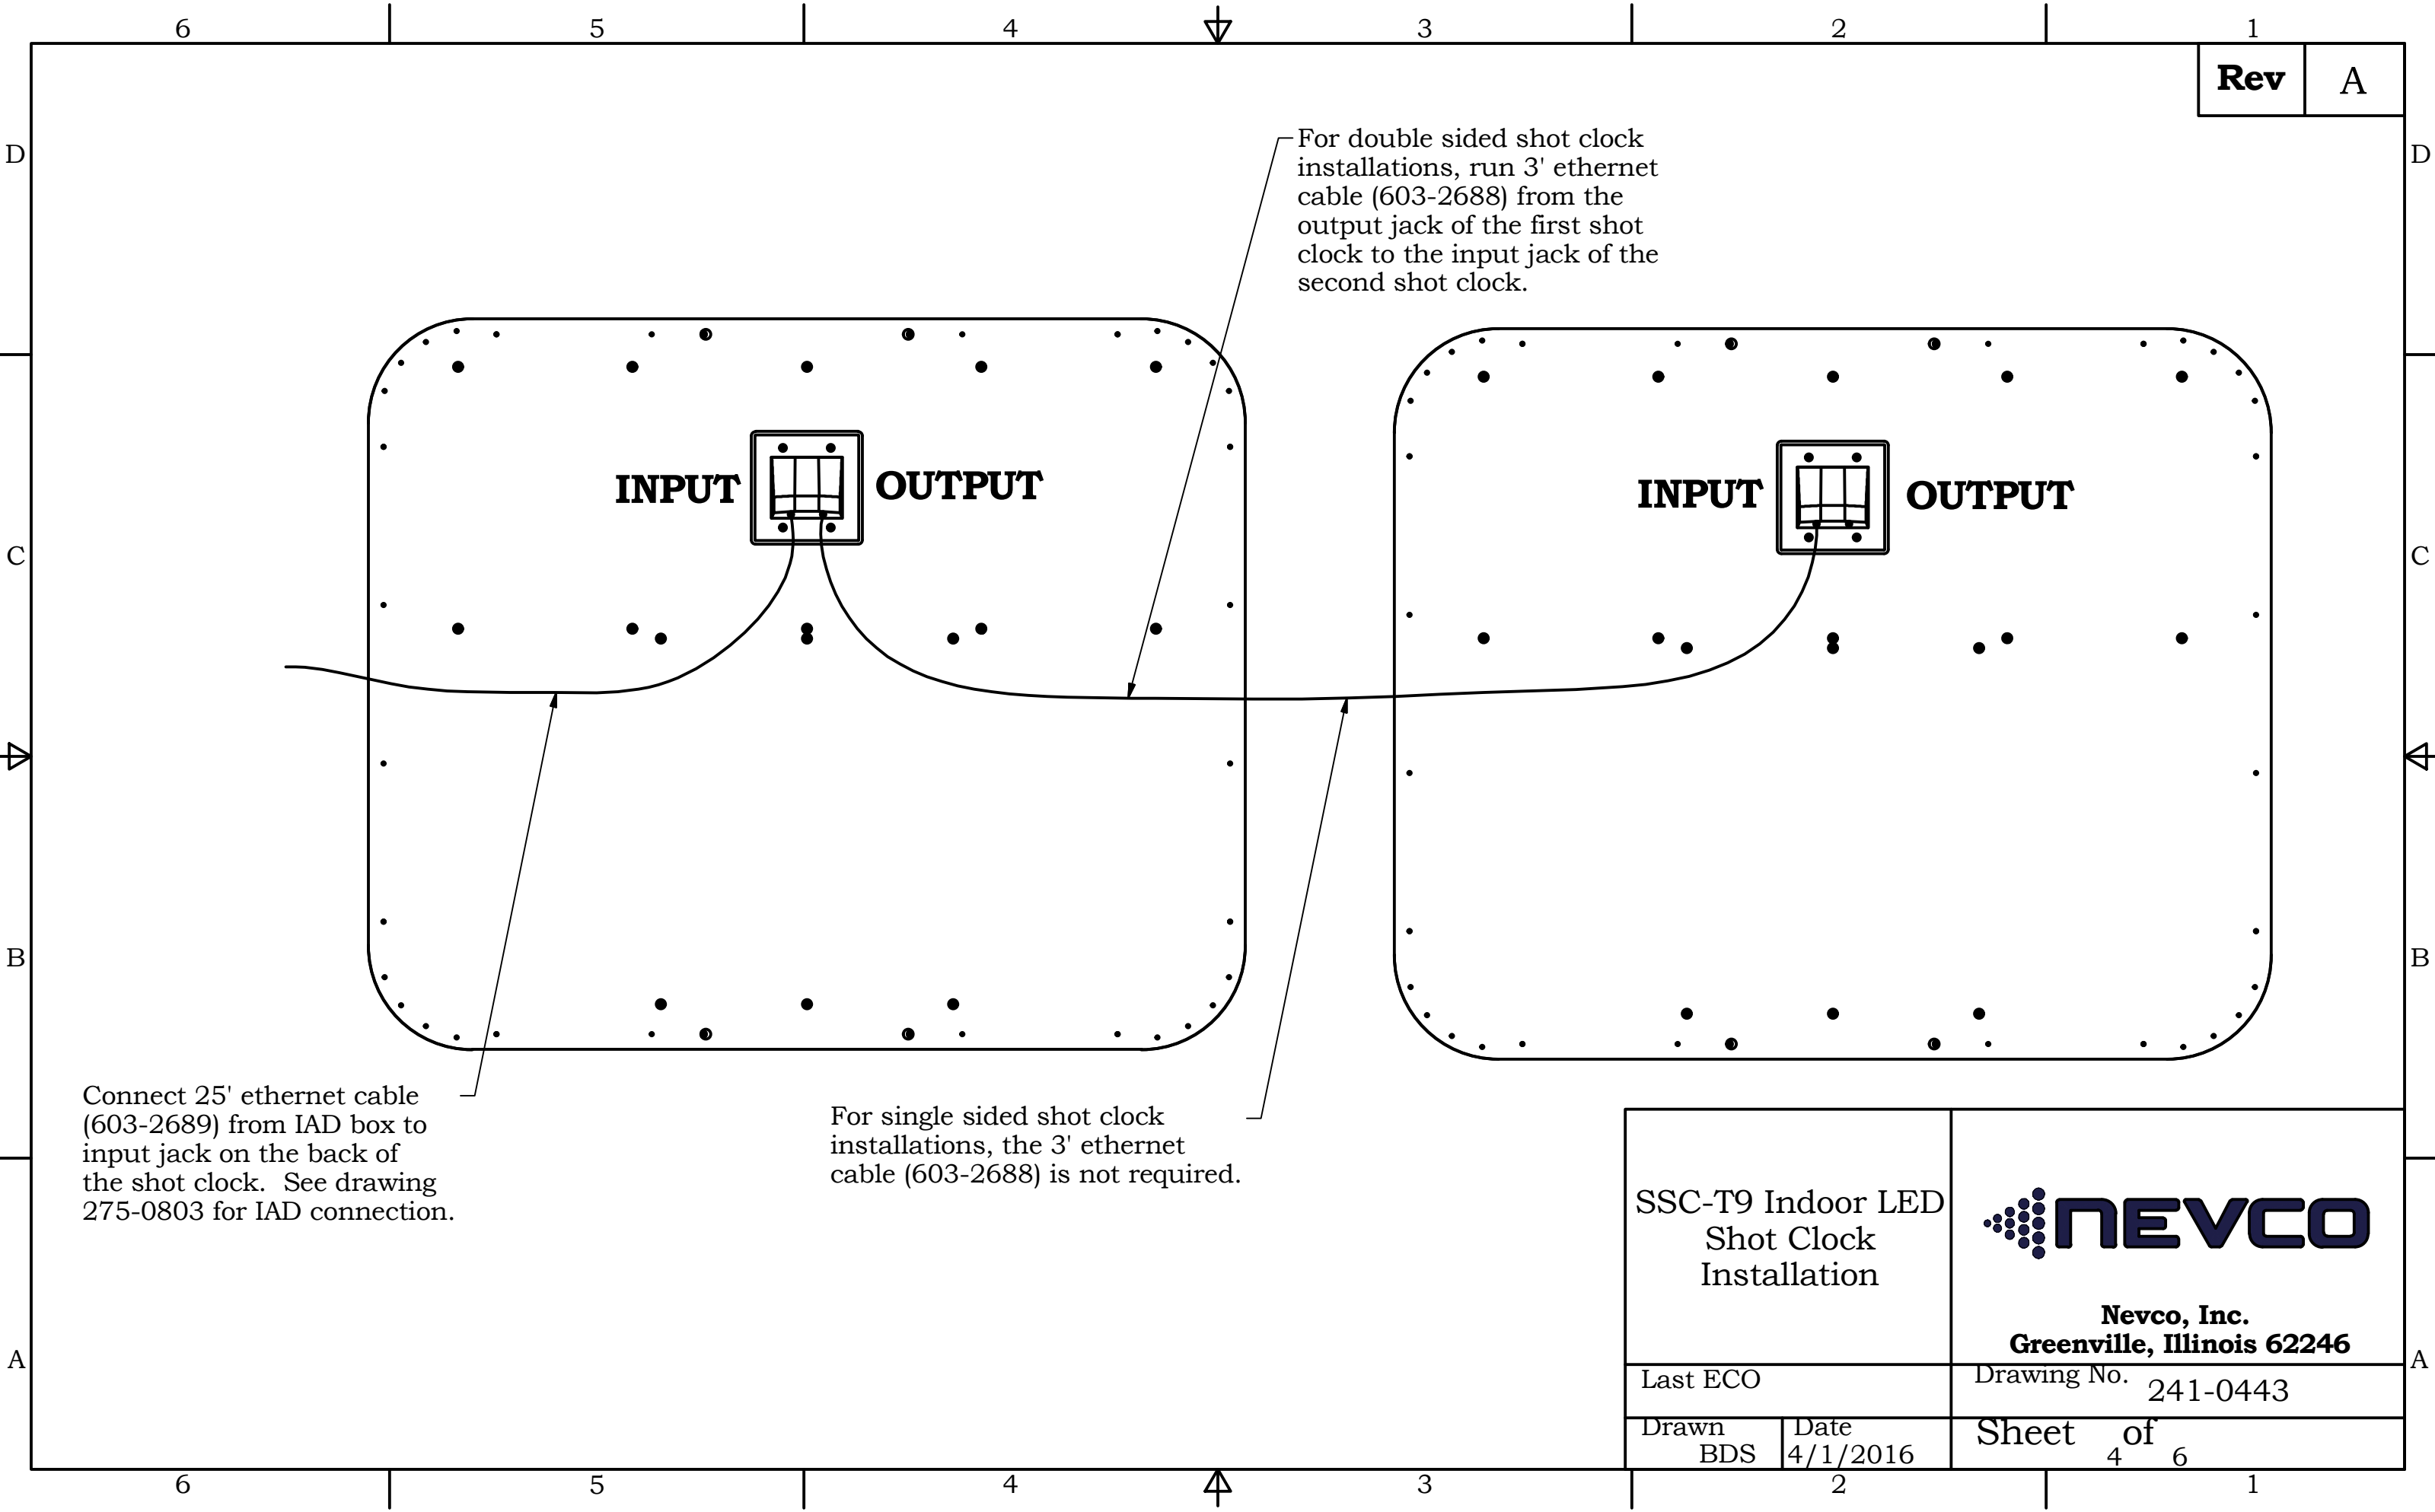 6 5 4 3 2 1
Rev A
D D
For double sided shot clock
installations, run 3' ethernet
cable (603-2688) from the
output jack of the first shot
clock to the input jack of the
second shot clock.
INPUT OUTPUT
INPUT OUTPUT
C C
B B
Connect 25' ethernet cable
(603-2689) from IAD box to
input jack on the back of
the shot clock.  See drawing
275-0803 for IAD connection.
For single sided shot clock
installations, the 3' ethernet
cable (603-2688) is not required.
SSC-T9 Indoor LED
Shot Clock
Installation
NEVCO
Nevco, Inc.
Greenville, Illinois 62246
A A
Last ECO
Drawing No. 241-0443
Drawn BDS
Date 4/1/2016
Sheet 4 of 6
6 5 4 3 2 1